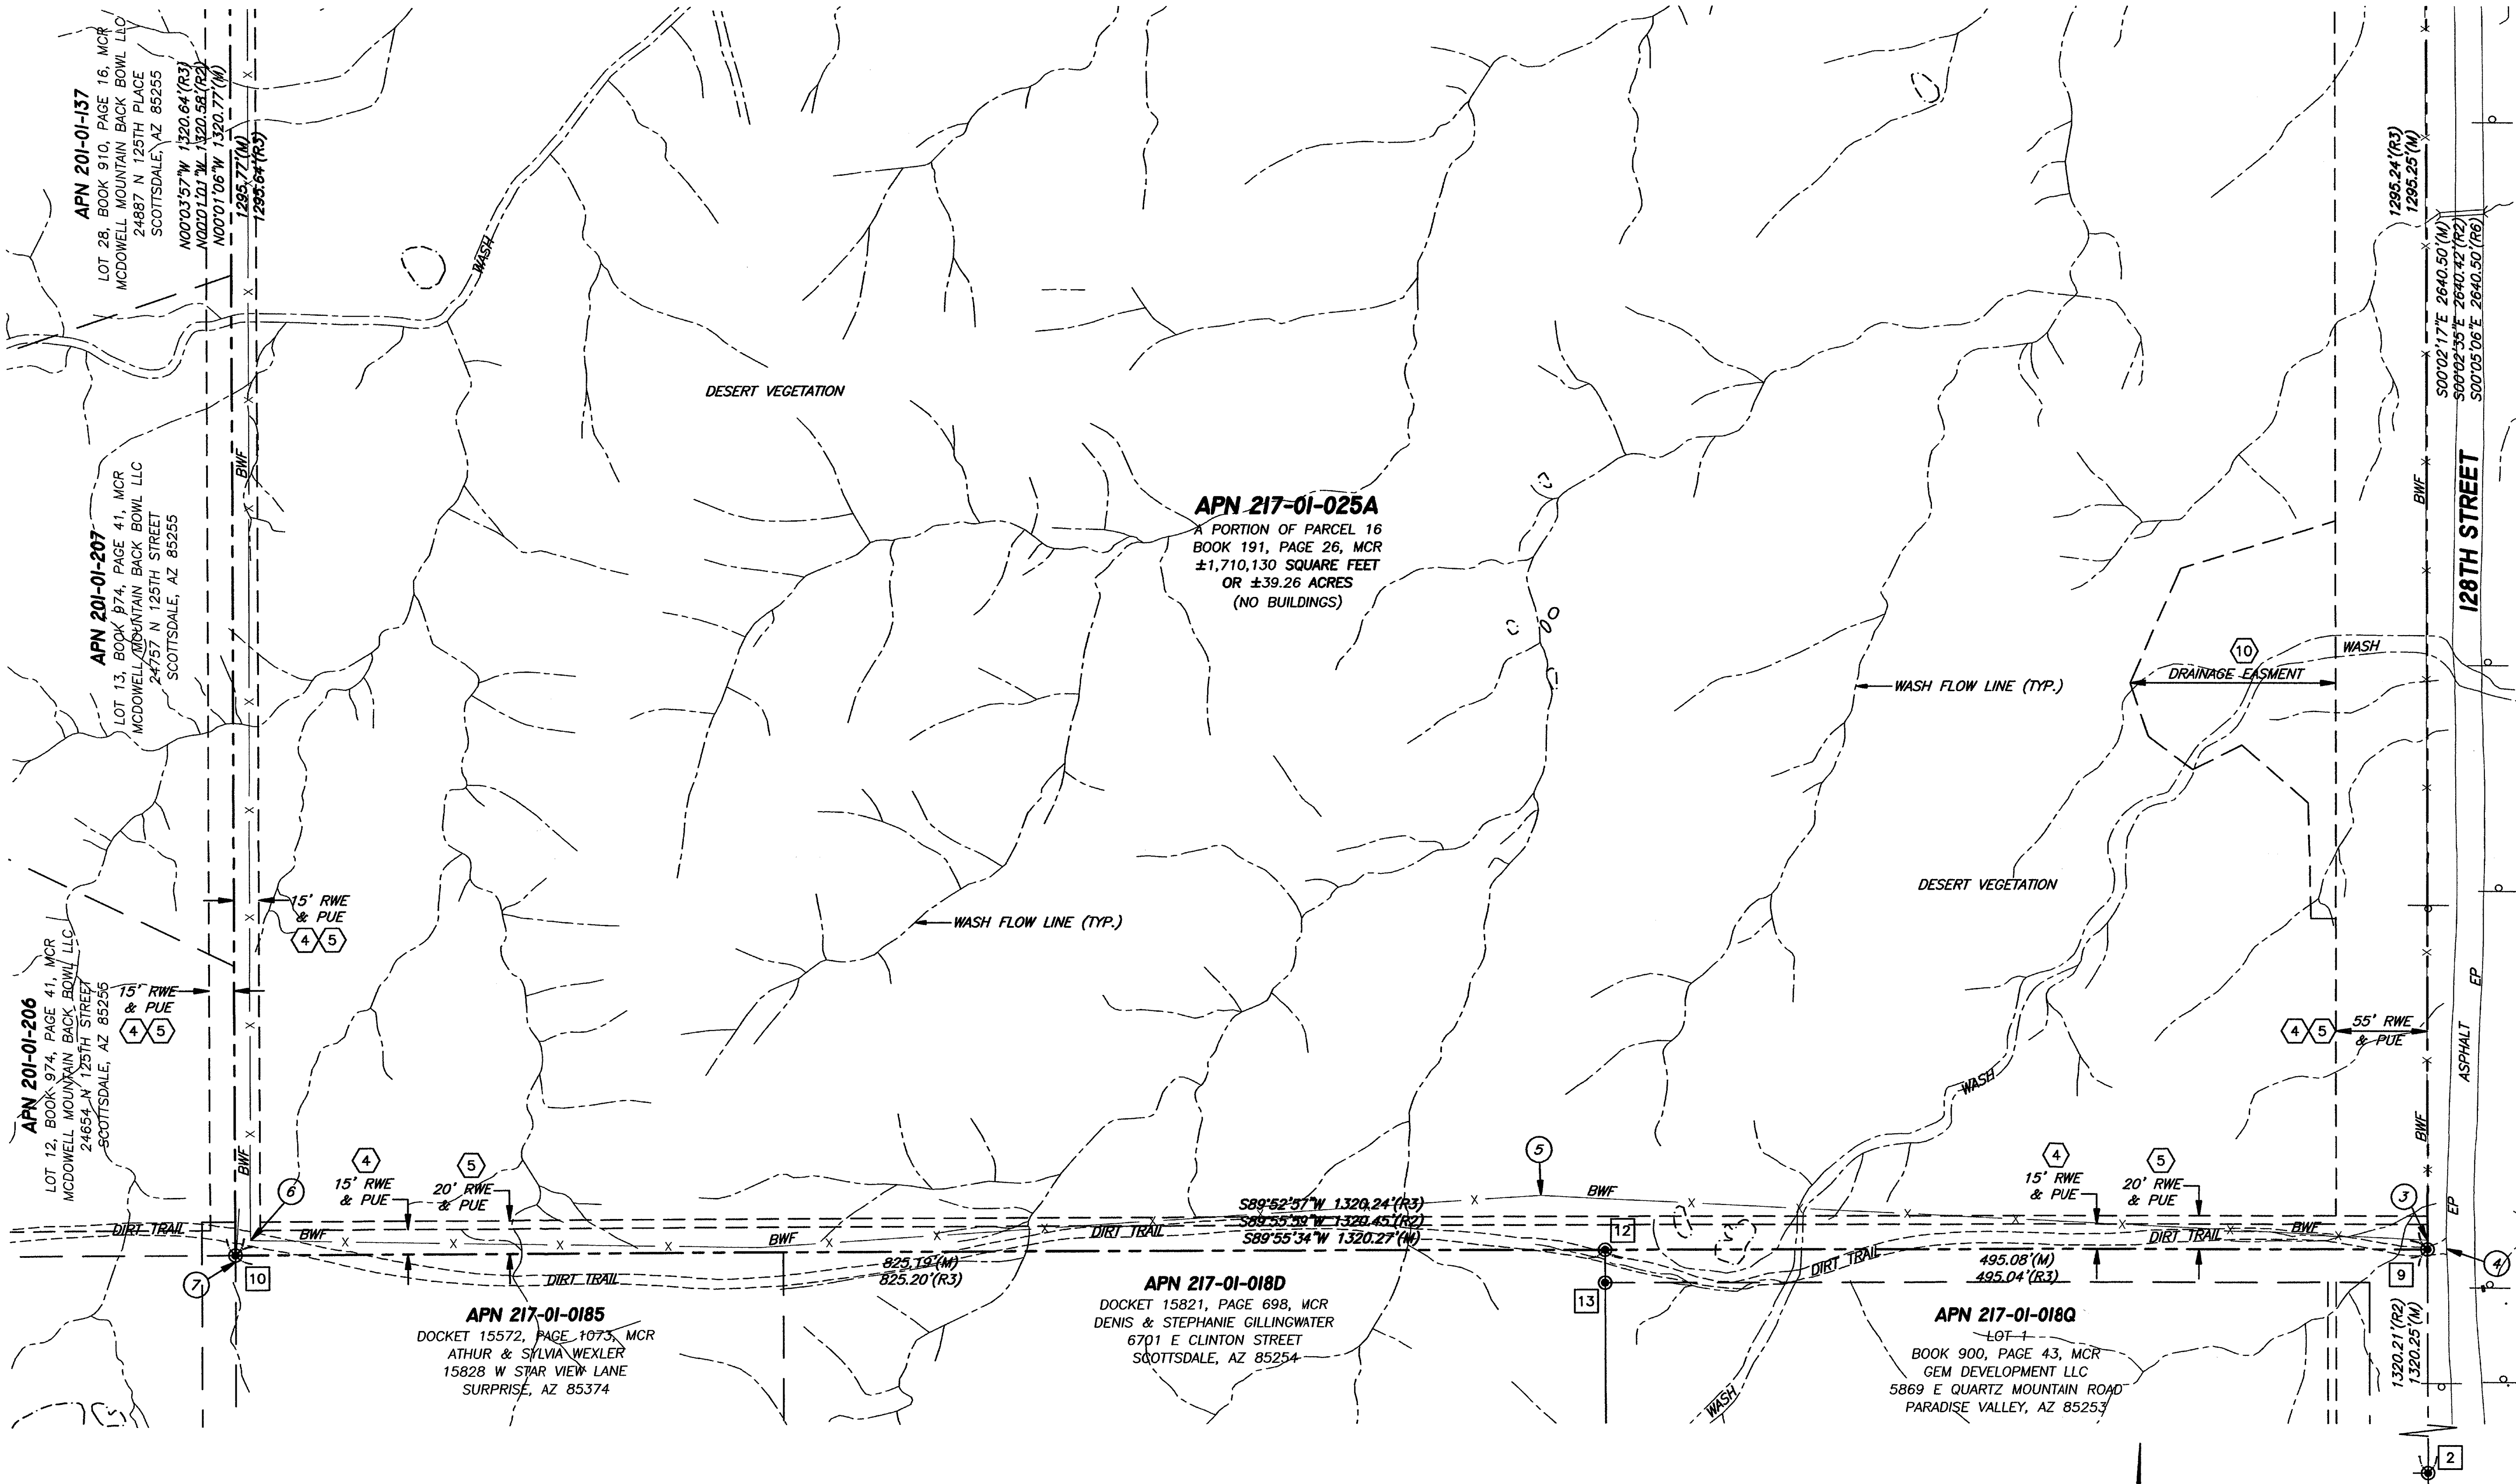 APN 201-01-137
LOT 28, BOOK 910, PAGE 16, MCR
MCDOWELL MOUNTAIN BACK BOWL LLC
24887 N 125TH PLACE
SCOTTSDALE, AZ 85255
N00°03'57"W 1320.64'(R3)
N00°01'01"W 1320.58'(R2)
N00°01'06"W 1320.77'(M)
1295.77'(M)
1295.64'(R3)
WASH
DESERT VEGETATION
1295.24'(R3)
1295.25'(M)
S00°02'17"E 2640.50'(M)
S00°02'35"E 2640.42'(R2)
S00°05'06"E 2640.50'(R6)
BWF
BWF
128TH STREET
APN 201-01-207
LOT 13, BOOK 974, PAGE 41, MCR
MCDOWELL MOUNTAIN BACK BOWL LLC
24757 N 125TH STREET
SCOTTSDALE, AZ 85255
APN 217-01-025A
A PORTION OF PARCEL 16
BOOK 191, PAGE 26, MCR
±1,710,130 SQUARE FEET
OR ±39.26 ACRES
(NO BUILDINGS)
10
DRAINAGE EASMENT
WASH
WASH FLOW LINE (TYP.)
DESERT VEGETATION
WASH FLOW LINE (TYP.)
15' RWE
& PUE
4 5
15' RWE
& PUE
4 5
APN 201-01-206
LOT 12, BOOK 974, PAGE 41, MCR
MCDOWELL MOUNTAIN BACK BOWL LLC
24654 N 125TH STREET
SCOTTSDALE, AZ 85255
4 5
55' RWE
& PUE
EP
ASPHALT
WASH
BWF
BWF
EP
6
4
15' RWE
& PUE
5
20' RWE
& PUE
5
BWF
4
15' RWE
& PUE
5
20' RWE
& PUE
3
S89°52'57"W 1320.24'(R3)
S89°55'59"W 1320.45'(R2)
S89°55'34"W 1320.27'(M)
DIRT TRAIL
BWF
BWF
DIRT TRAIL
12
DIRT TRAIL
BWF
7
10
DIRT TRAIL
825.19'(M)
825.20'(R3)
DIRT TRAIL
495.08'(M)
495.04'(R3)
9
4
13
APN 217-01-0185
DOCKET 15572, PAGE 1073, MCR
ATHUR & SYLVIA WEXLER
15828 W STAR VIEW LANE
SURPRISE, AZ 85374
APN 217-01-018D
DOCKET 15821, PAGE 698, MCR
DENIS & STEPHANIE GILLINGWATER
6701 E CLINTON STREET
SCOTTSDALE, AZ 85254
APN 217-01-018Q
LOT 1
BOOK 900, PAGE 43, MCR
GEM DEVELOPMENT LLC
5869 E QUARTZ MOUNTAIN ROAD
PARADISE VALLEY, AZ 85253
WASH
1320.21'(R2)
1320.25'(M)
2